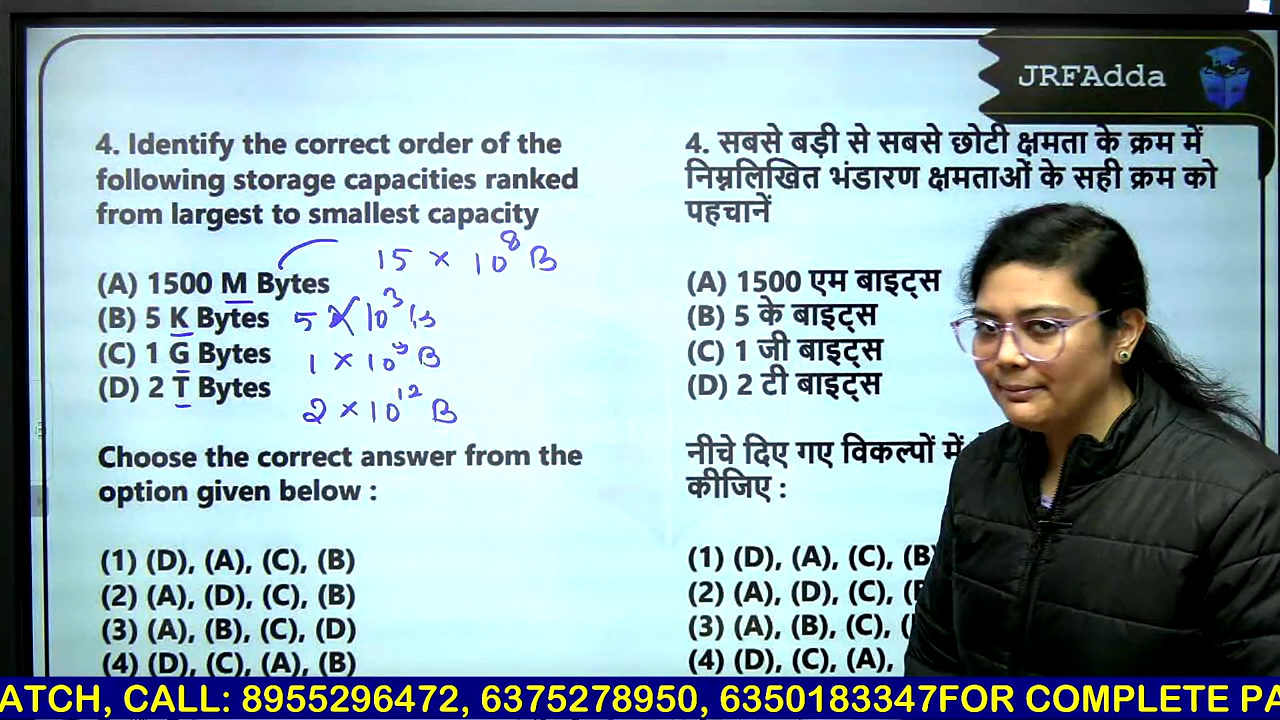 JRFAdda
4. Identify the correct order of the
following storage capacities ranked
from largest to smallest capacity
15 × 10⁸ B
(A) 1500 M Bytes
(B) 5 K Bytes 5 × 10³ B
(C) 1 G Bytes 1 × 10⁹ B
(D) 2 T Bytes 2 × 10¹² B
Choose the correct answer from the
option given below :
(1) (D), (A), (C), (B)
(2) (A), (D), (C), (B)
(3) (A), (B), (C), (D)
(4) (D), (C), (A), (B)
4. सबसे बड़ी से सबसे छोटी क्षमता के क्रम में
निम्नलिखित भंडारण क्षमताओं के सही क्रम को
पहचानें
(A) 1500 एम बाइट्स
(B) 5 के बाइट्स
(C) 1 जी बाइट्स
(D) 2 टी बाइट्स
नीचे दिए गए विकल्पों में
कीजिए :
(1) (D), (A), (C), (B)
(2) (A), (D), (C),
(3) (A), (B), (C),
(4) (D), (C), (A),
ATCH, CALL: 8955296472, 6375278950, 6350183347FOR COMPLETE PA